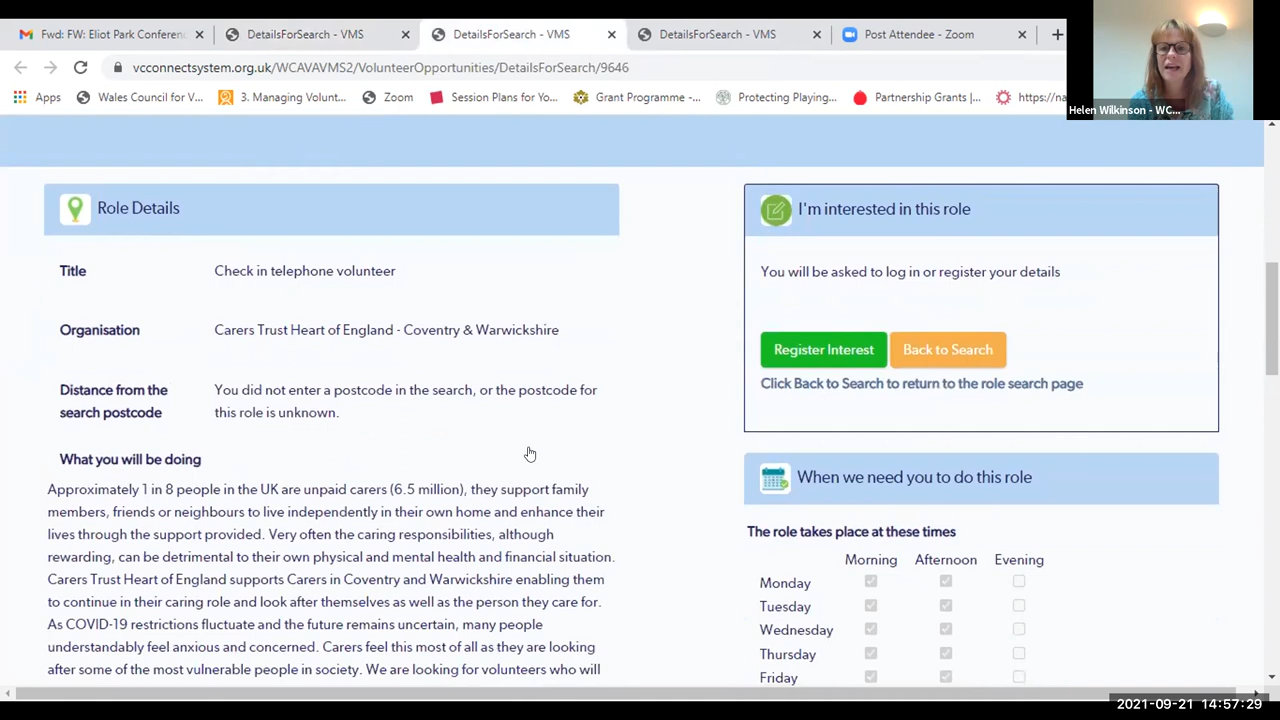 Fwd: FW: Eliot Park Conferenc
DetailsForSearch - VMS
DetailsForSearch - VMS
DetailsForSearch - VMS
Post Attendee - Zoom
vcconnectsystem.org.uk/WCAVAVMS2/VolunteerOpportunities/DetailsForSearch/9646
Apps
Wales Council for V...
3. Managing Volunt...
Zoom
Session Plans for Yo...
Grant Programme -...
Protecting Playing...
Partnership Grants |...
https://na
Helen Wilkinson - WC...
Role Details
Title
Check in telephone volunteer
Organisation
Carers Trust Heart of England - Coventry & Warwickshire
Distance from the
search postcode
You did not enter a postcode in the search, or the postcode for
this role is unknown.
What you will be doing
Approximately 1 in 8 people in the UK are unpaid carers (6.5 million), they support family
members, friends or neighbours to live independently in their own home and enhance their
lives through the support provided. Very often the caring responsibilities, although
rewarding, can be detrimental to their own physical and mental health and financial situation.
Carers Trust Heart of England supports Carers in Coventry and Warwickshire enabling them
to continue in their caring role and look after themselves as well as the person they care for.
As COVID-19 restrictions fluctuate and the future remains uncertain, many people
understandably feel anxious and concerned. Carers feel this most of all as they are looking
after some of the most vulnerable people in society. We are looking for volunteers who will
I'm interested in this role
You will be asked to log in or register your details
Register Interest
Back to Search
Click Back to Search to return to the role search page
When we need you to do this role
The role takes place at these times
Morning Afternoon Evening
Monday
Tuesday
Wednesday
Thursday
Friday
2021-09-21 14:57:29